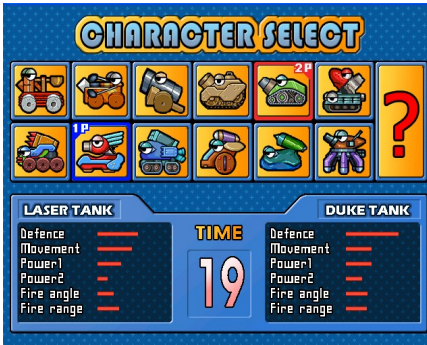 CHARACTER SELECT
2P
?
1P
LASER TANK
Defence
Movement
Power1
Power2
Fire angle
Fire range
TIME
19
DUKE TANK
Defence
Movement
Power1
Power2
Fire angle
Fire range